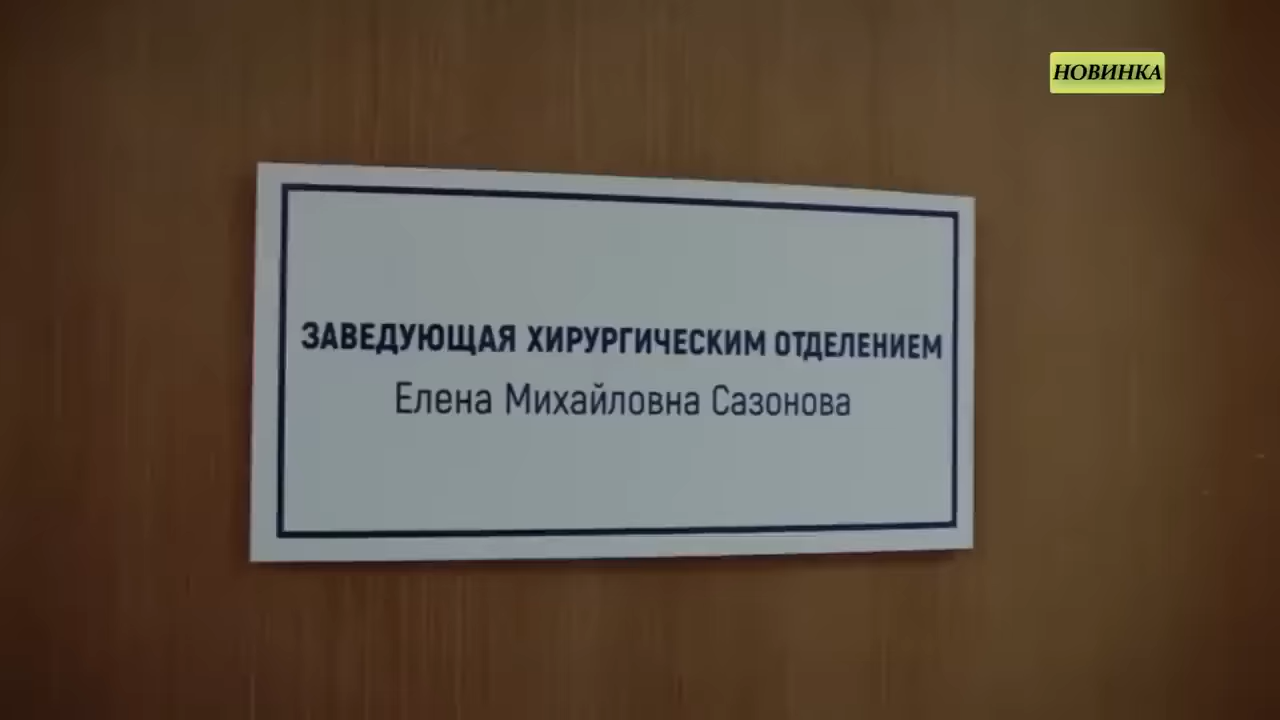 НОВИНКА
ЗАВЕДУЮЩАЯ ХИРУРГИЧЕСКИМ ОТДЕЛЕНИЕМ
Елена Михайловна Сазонова